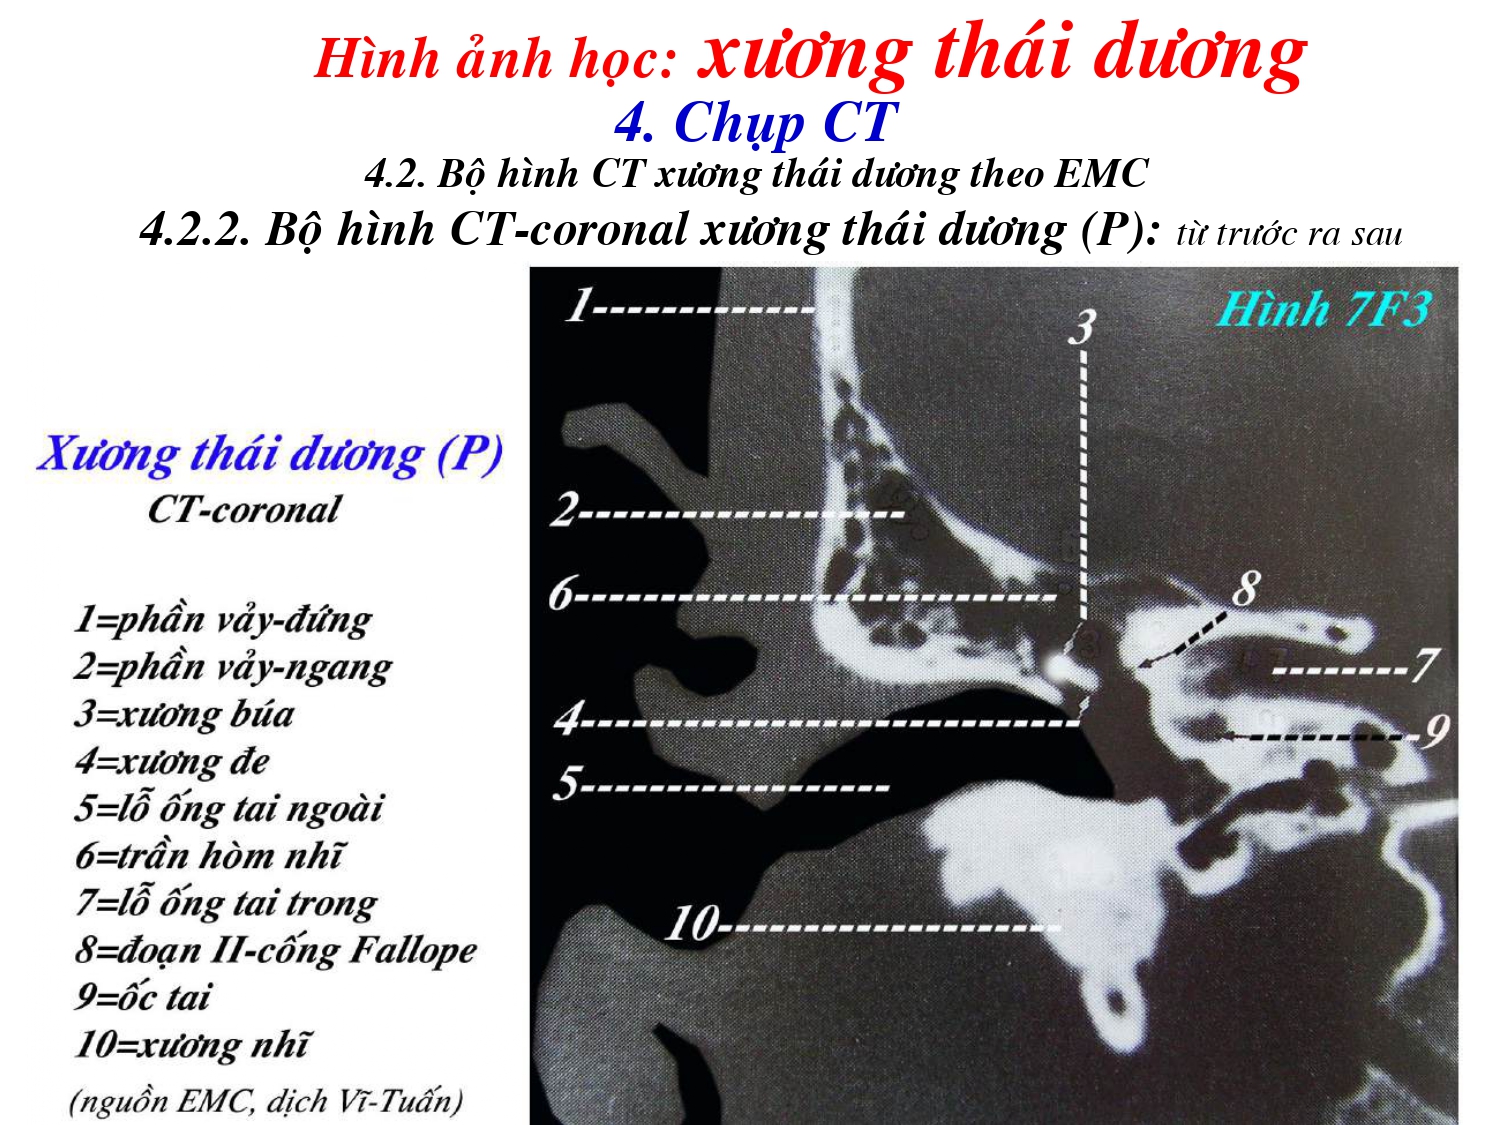 Hình ảnh học: xương thái dương
4. Chụp CT
4.2. Bộ hình CT xương thái dương theo EMC
4.2.2. Bộ hình CT-coronal xương thái dương (P): từ trước ra sau
Xương thái dương (P)
CT-coronal
1=phần vảy-đứng
2=phần vảy-ngang
3=xương búa
4=xương đe
5=lỗ ống tai ngoài
6=trần hòm nhĩ
7=lỗ ống tai trong
8=đoạn II-cống Fallope
9=ốc tai
10=xương nhĩ
(nguồn EMC, dịch Vĩ-Tuấn)
Hình 7F3
1
3
2
6
8
7
4
9
5
10